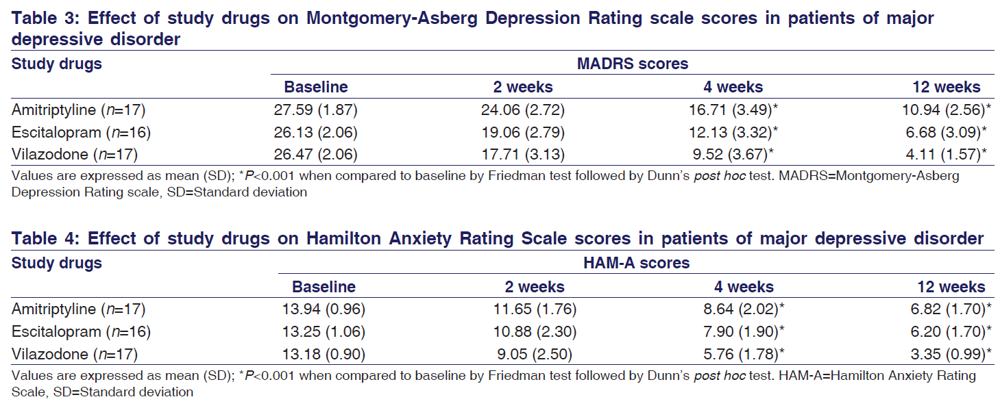 Table 3: Effect of study drugs on Montgomery-Asberg Depression Rating scale scores in patients of major
depressive disorder
Study drugs MADRS scores
Baseline 2 weeks 4 weeks 12 weeks
Amitriptyline (n=17) 27.59 (1.87) 24.06 (2.72) 16.71 (3.49)* 10.94 (2.56)*
Escitalopram (n=16) 26.13 (2.06) 19.06 (2.79) 12.13 (3.32)* 6.68 (3.09)*
Vilazodone (n=17) 26.47 (2.06) 17.71 (3.13) 9.52 (3.67)* 4.11 (1.57)*
Values are expressed as mean (SD); *P<0.001 when compared to baseline by Friedman test followed by Dunn's post hoc test. MADRS=Montgomery-Asberg
Depression Rating scale, SD=Standard deviation
Table 4: Effect of study drugs on Hamilton Anxiety Rating Scale scores in patients of major depressive disorder
Study drugs HAM-A scores
Baseline 2 weeks 4 weeks 12 weeks
Amitriptyline (n=17) 13.94 (0.96) 11.65 (1.76) 8.64 (2.02)* 6.82 (1.70)*
Escitalopram (n=16) 13.25 (1.06) 10.88 (2.30) 7.90 (1.90)* 6.20 (1.70)*
Vilazodone (n=17) 13.18 (0.90) 9.05 (2.50) 5.76 (1.78)* 3.35 (0.99)*
Values are expressed as mean (SD); *P<0.001 when compared to baseline by Friedman test followed by Dunn's post hoc test. HAM-A=Hamilton Anxiety Rating
Scale, SD=Standard deviation